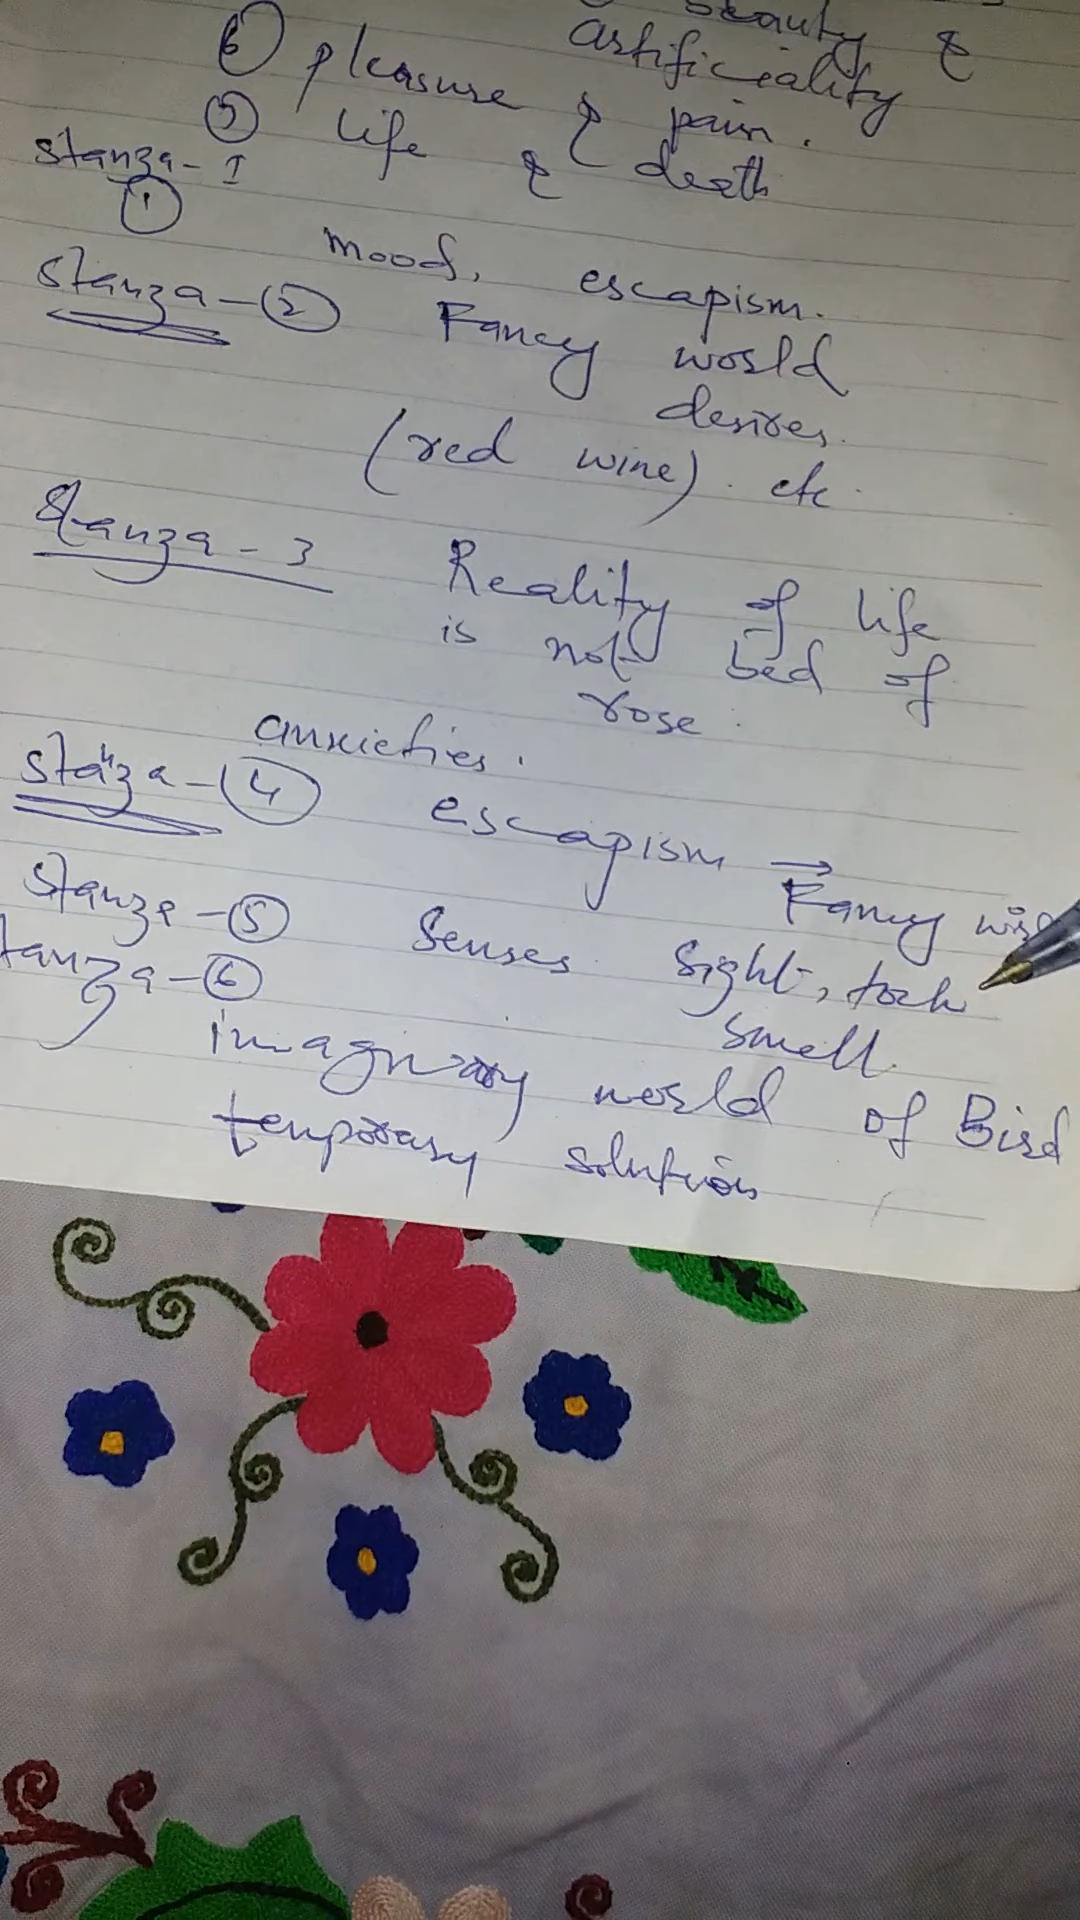 beauty &
artificiality
⑥ pleasure & pain.
⑦ life & death
Stanza-I
①
mood, escapism.
Stanza-② Fancy world
desires.
(red wine). etc.
Stanza-3 Reality of life
is not bed of
rose.
anxieties.
Stanza-④ escapism →
Fancy
Stanza-⑤ Senses. Sight,
smell.
Stanza-⑥
imaginary world of Bird
temporary solution